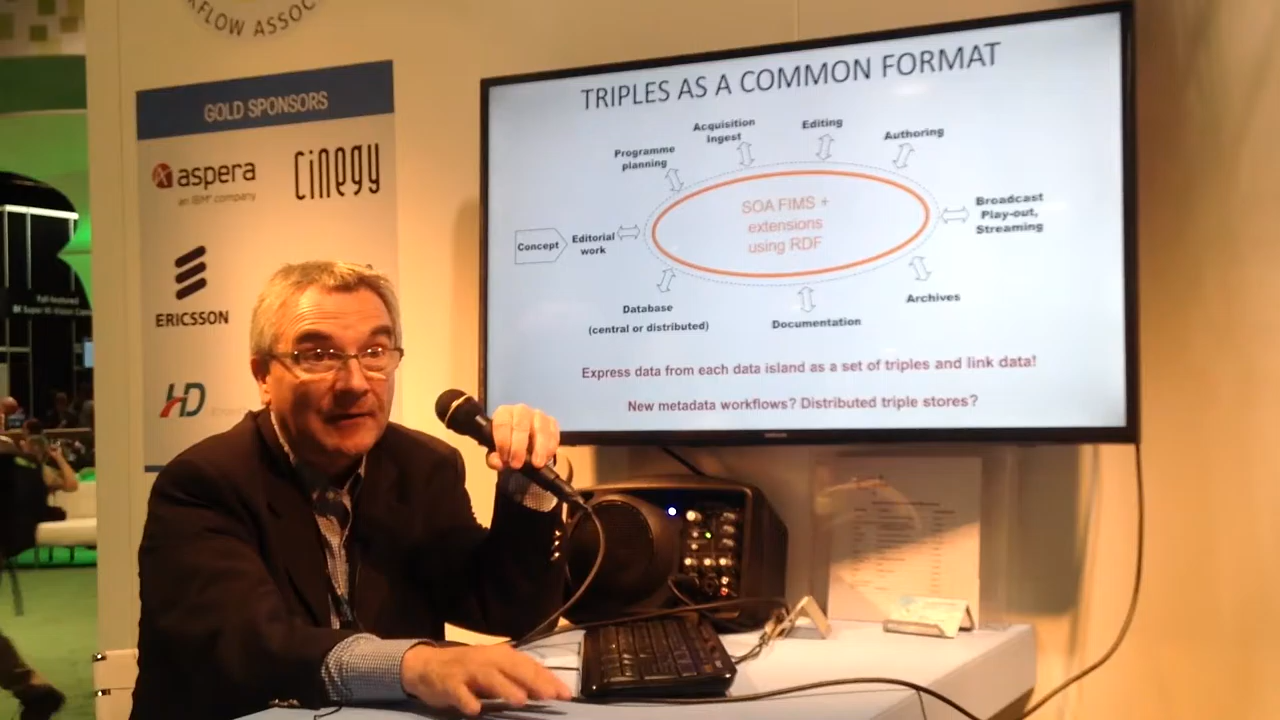 KFLOW ASSOC
GOLD SPONSORS
aspera
an IBM company
Cinegy
ERICSSON
HD
TRIPLES AS A COMMON FORMAT
Acquisition
Ingest
Editing
Authoring
Programme
planning
Broadcast
Play-out,
Streaming
SOA FIMS +
extensions
using RDF
Concept
Editorial
work
Archives
Database
(central or distributed)
Documentation
Express data from each data island as a set of triples and link data!
New metadata workflows? Distributed triple stores?